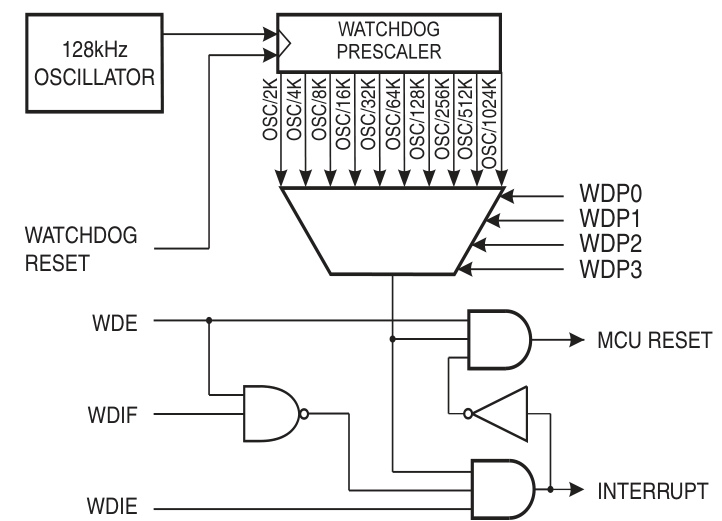 128kHz
OSCILLATOR
WATCHDOG
PRESCALER
OSC/2K
OSC/4K
OSC/8K
OSC/16K
OSC/32K
OSC/64K
OSC/128K
OSC/256K
OSC/512K
OSC/1024K
WDP0
WDP1
WDP2
WDP3
WATCHDOG
RESET
WDE
MCU RESET
WDIF
WDIE
INTERRUPT